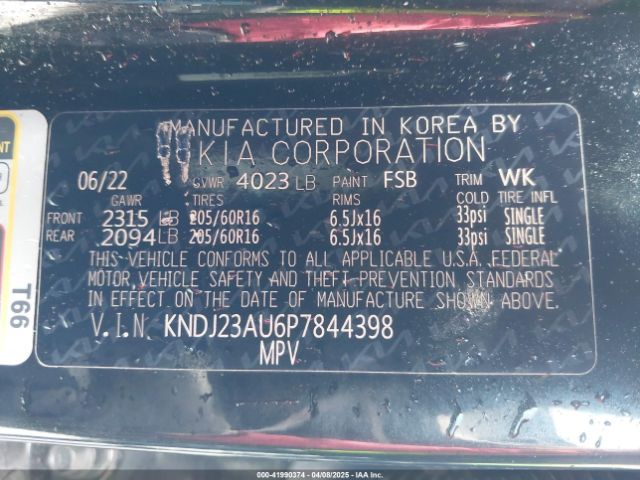 MANUFACTURED IN KOREA BY
KIA CORPORATION
06/22 GVWR 4023 LB PAINT FSB TRIM WK
GAWR TIRES RIMS COLD TIRE INFL
FRONT 2315 LB 205/60R16 6.5Jx16 33psi SINGLE
REAR 2094 LB 205/60R16 6.5Jx16 33psi SINGLE
THIS VEHICLE CONFORMS TO ALL APPLICABLE U.S.A. FEDERAL
MOTOR VEHICLE SAFETY AND THEFT PREVENTION STANDARDS
IN EFFECT ON THE DATE OF MANUFACTURE SHOWN ABOVE.
V.I.N KNDJ23AU6P7844398
MPV
T66
000-41990374 - 04/08/2025 - IAAI.COM